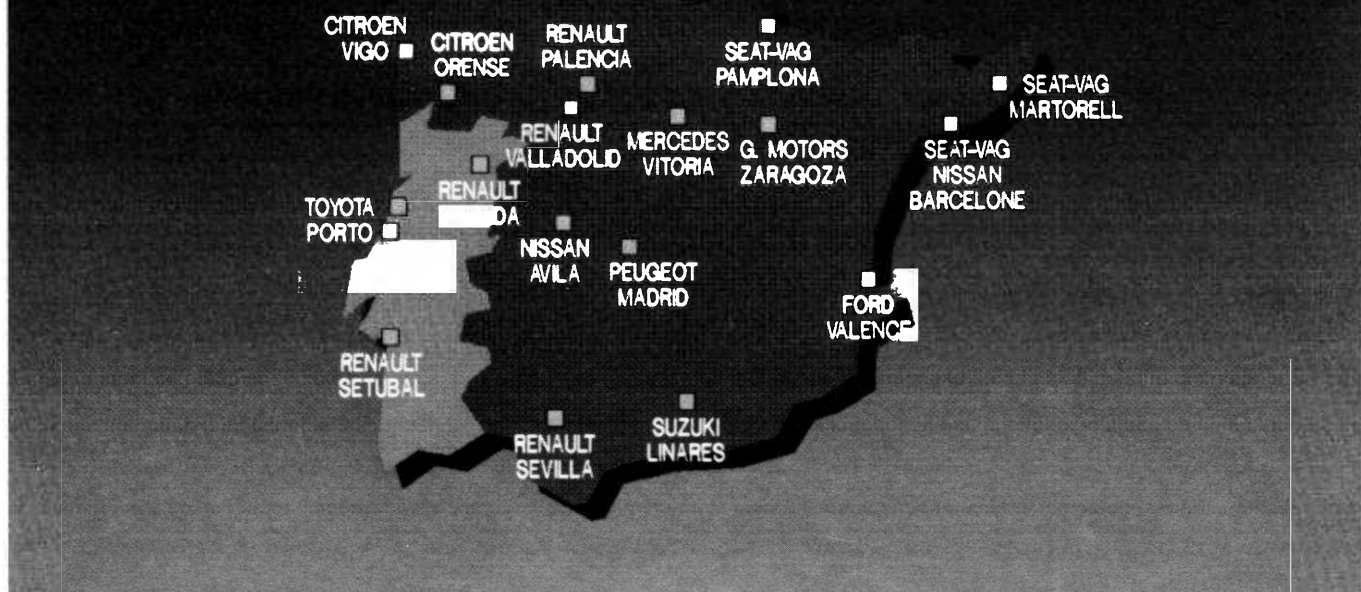 CITROEN
VIGO
CITROEN
ORENSE
RENAULT
PALENCIA
SEAT-VAG
PAMPLONA
SEAT-VAG
MARTORELL
RENAULT
VALLADOLID
MERCEDES
VITORIA
G. MOTORS
ZARAGOZA
SEAT-VAG
NISSAN
BARCELONE
RENAULT
TOYOTA
PORTO
NISSAN
AVILA
PEUGEOT
MADRID
FORD
VALENCE
RENAULT
SETUBAL
RENAULT
SEVILLA
SUZUKI
LINARES